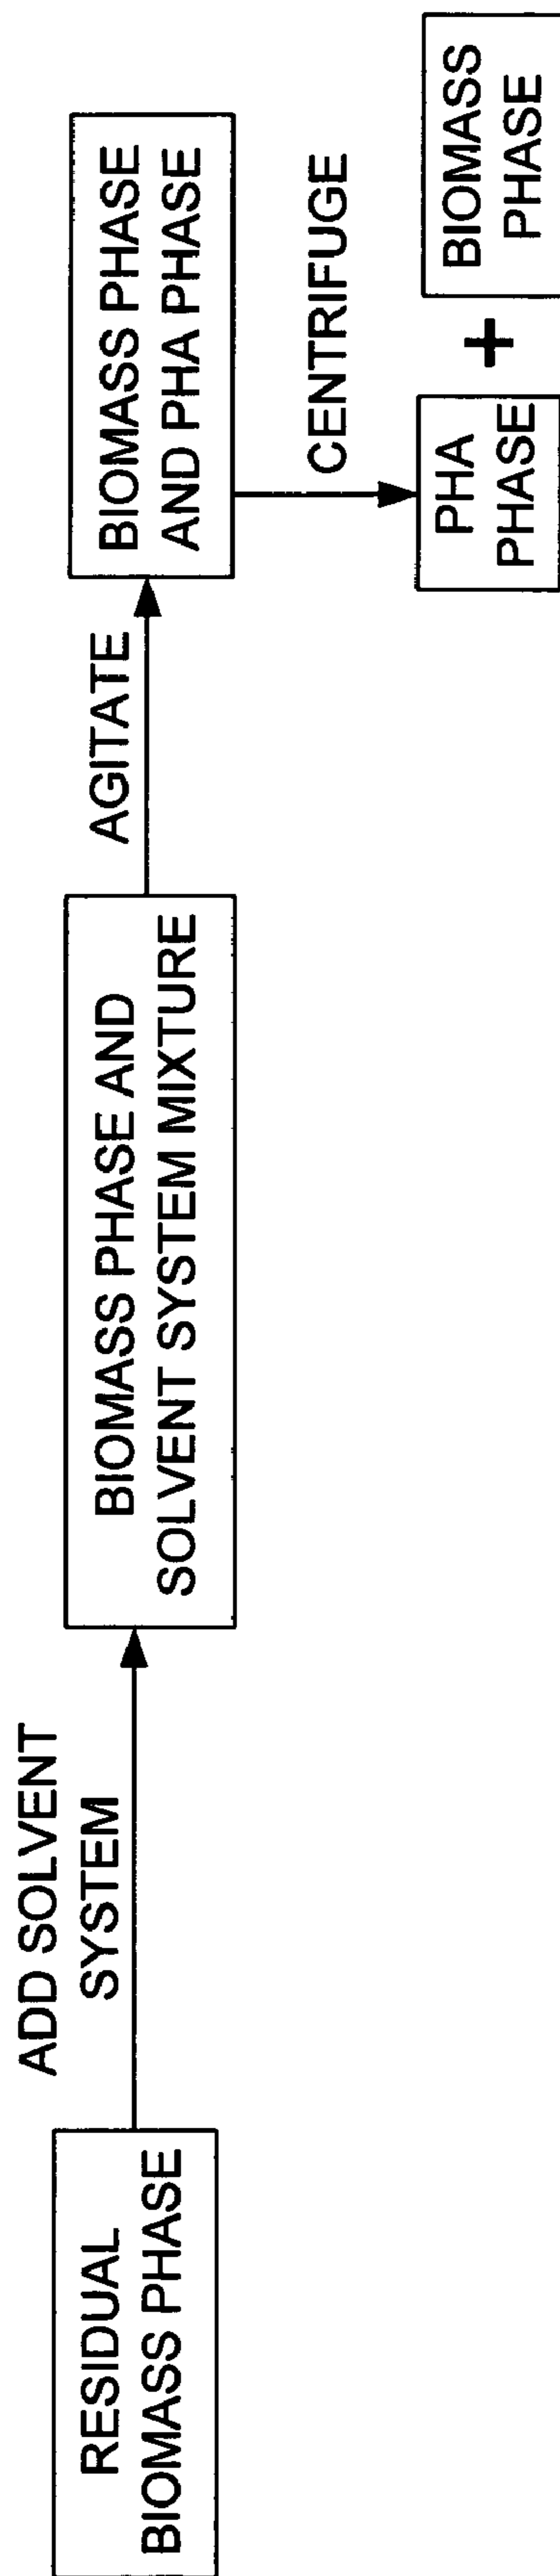 RESIDUAL
BIOMASS PHASE
ADD SOLVENT
SYSTEM
BIOMASS PHASE AND
SOLVENT SYSTEM MIXTURE
AGITATE
BIOMASS PHASE
AND PHA PHASE
CENTRIFUGE
PHA
PHASE
+
BIOMASS
PHASE